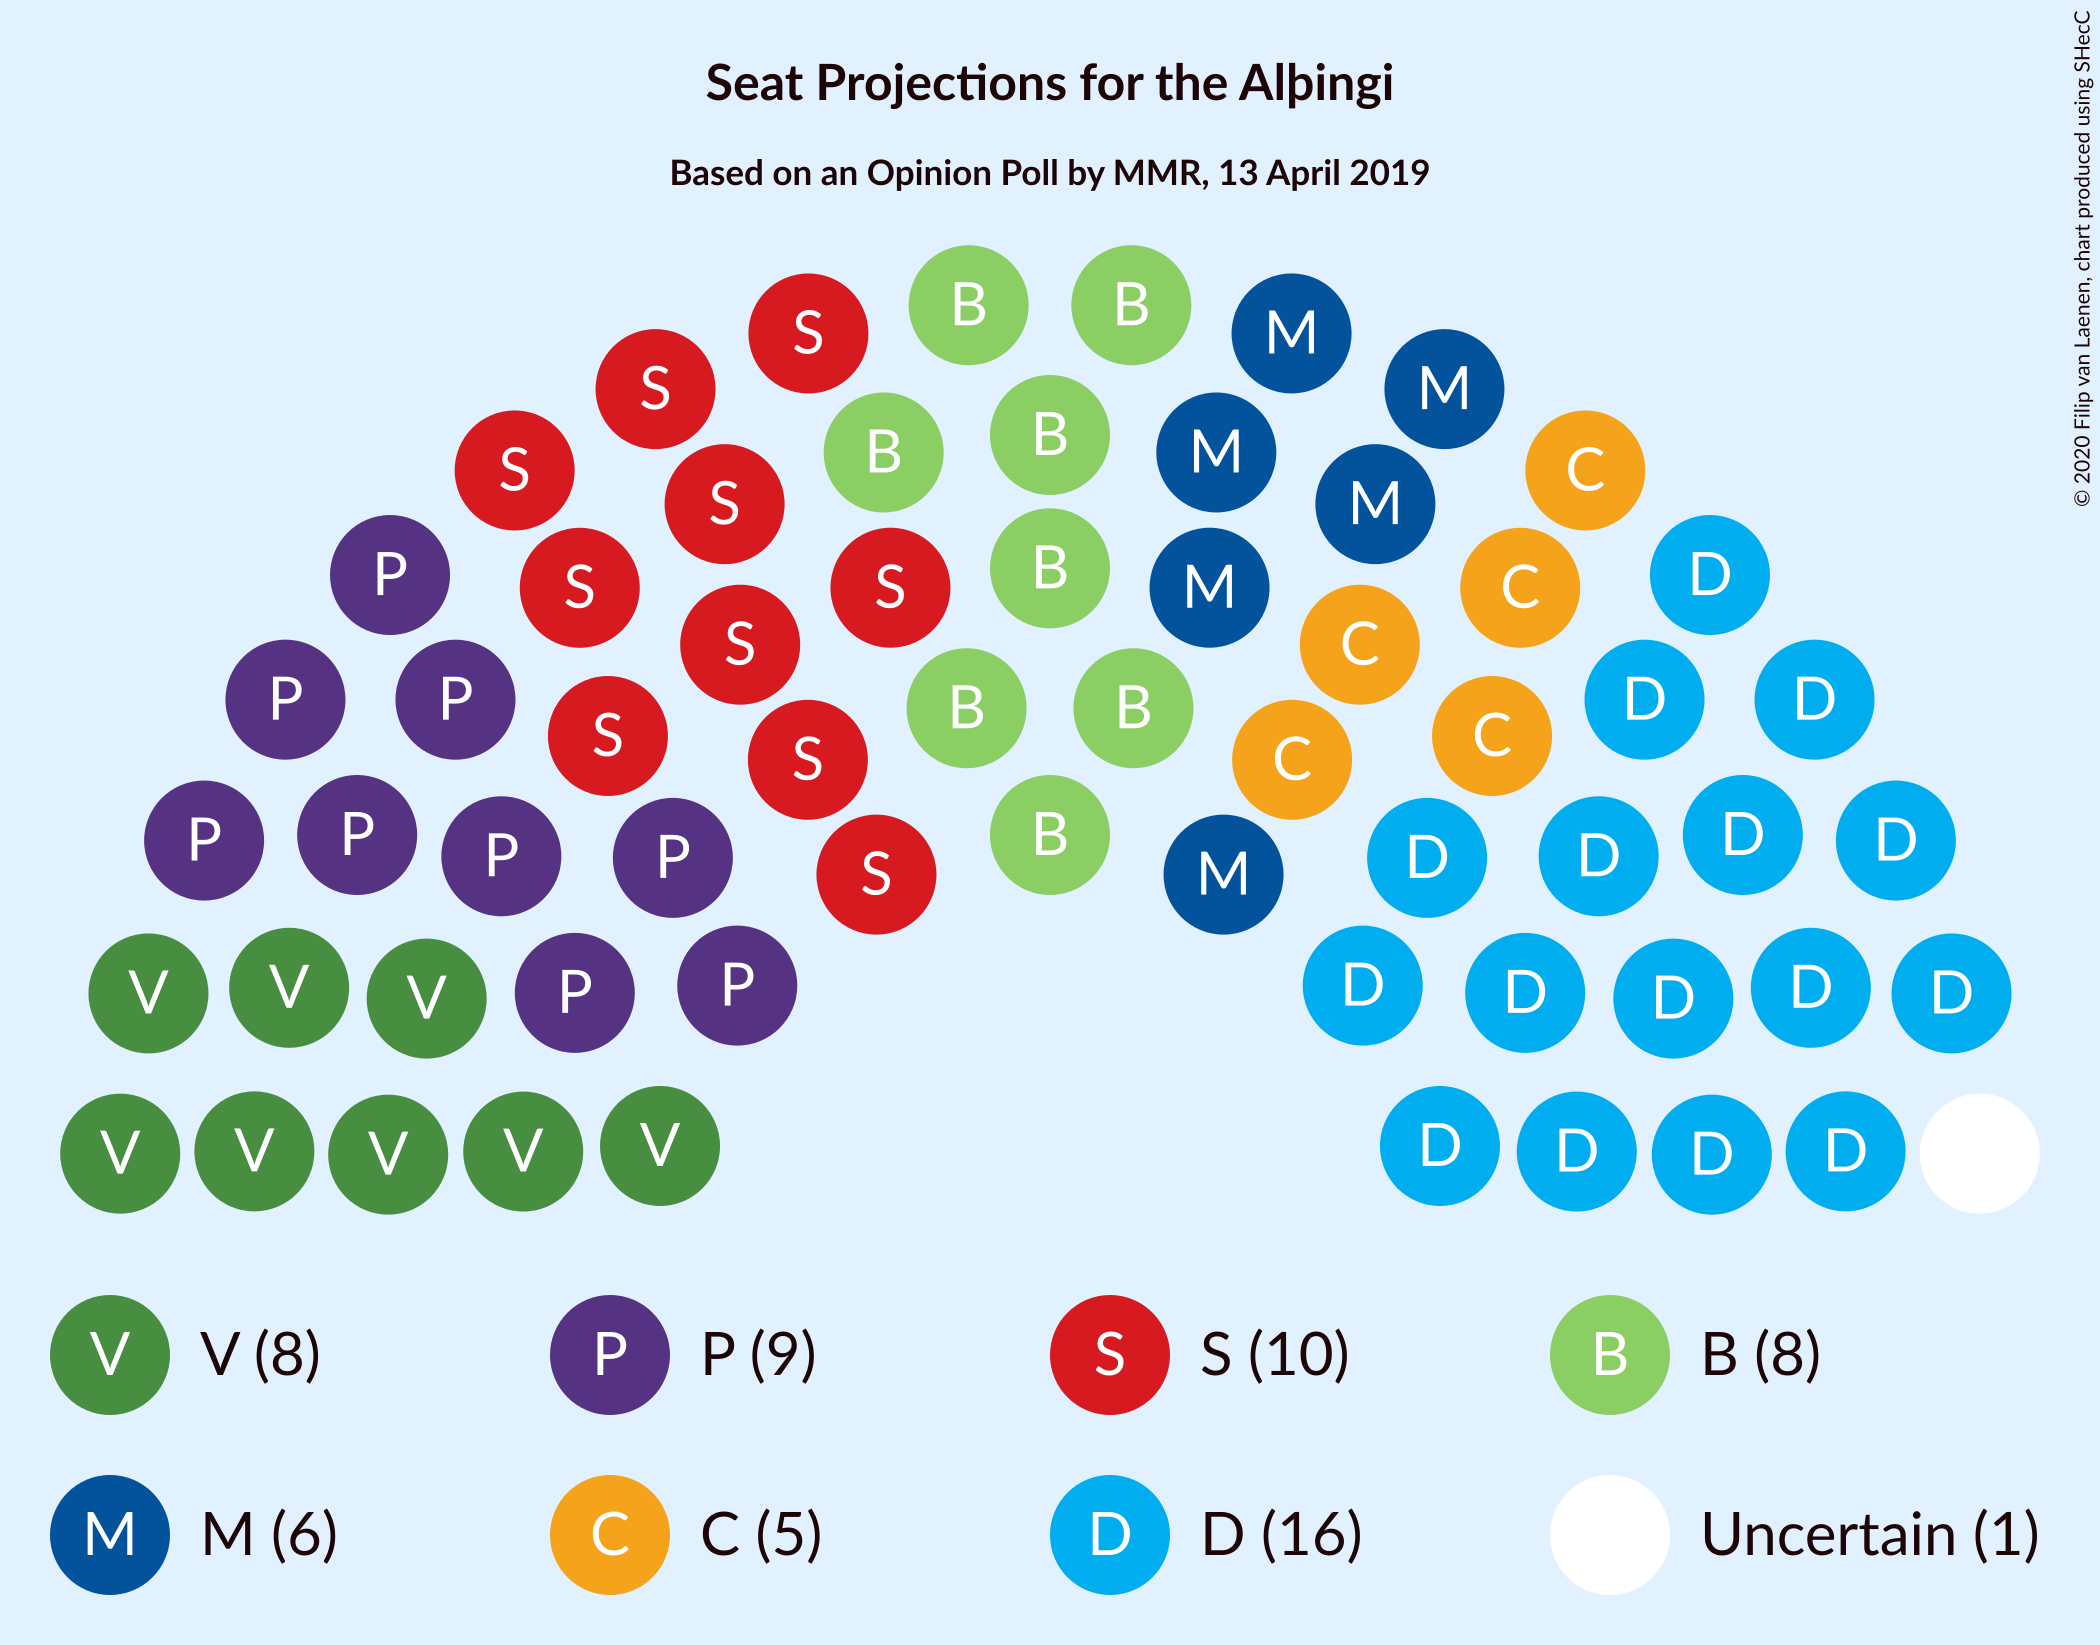 Seat Projections for the Alþingi
Based on an Opinion Poll by MMR, 13 April 2019
© 2020 Filip van Laenen, chart produced using SHecC
B B
S M
S M
B
B M
S C
S M
B
P S S M C D
S C
P P D D
B B
S C
S C
P P B D D
P P D D
S M
P D
V V V P D D D D
V P D
V V V V V D D D D D
V V (8) P P (9) S S (10) B B (8)
M M (6) C C (5) D D (16) Uncertain (1)